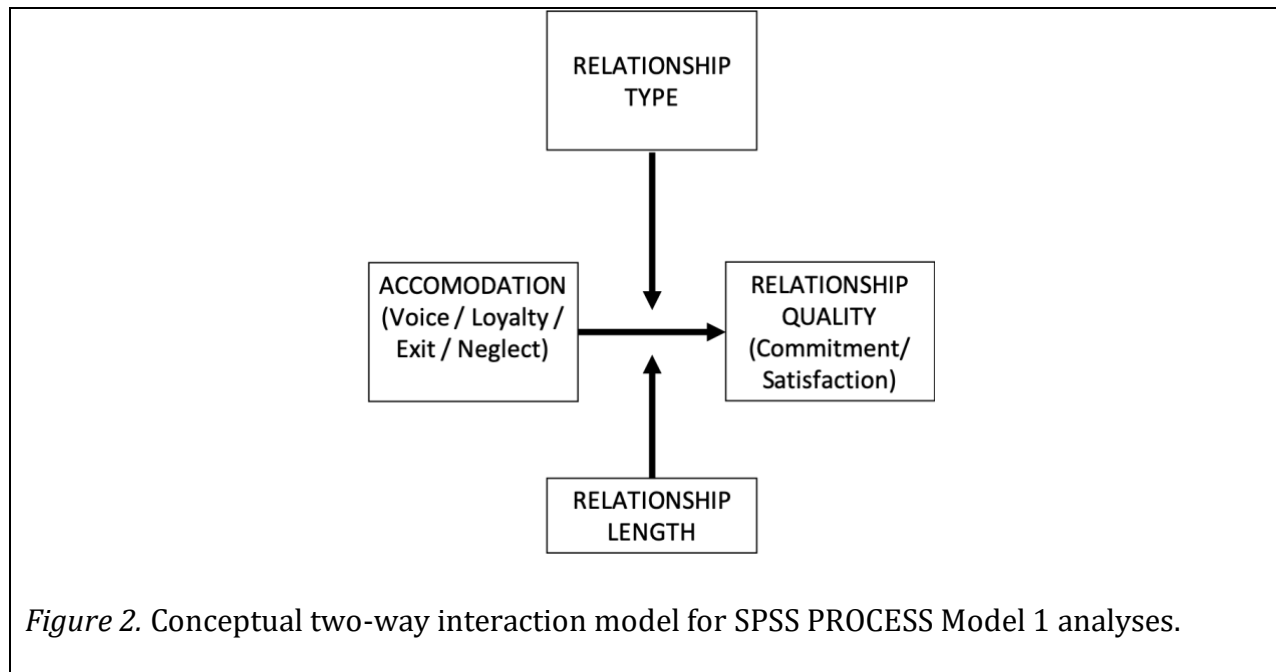 RELATIONSHIP
TYPE
ACCOMODATION
(Voice / Loyalty /
Exit / Neglect)
RELATIONSHIP
QUALITY
(Commitment/
Satisfaction)
RELATIONSHIP
LENGTH
Figure 2. Conceptual two-way interaction model for SPSS PROCESS Model 1 analyses.